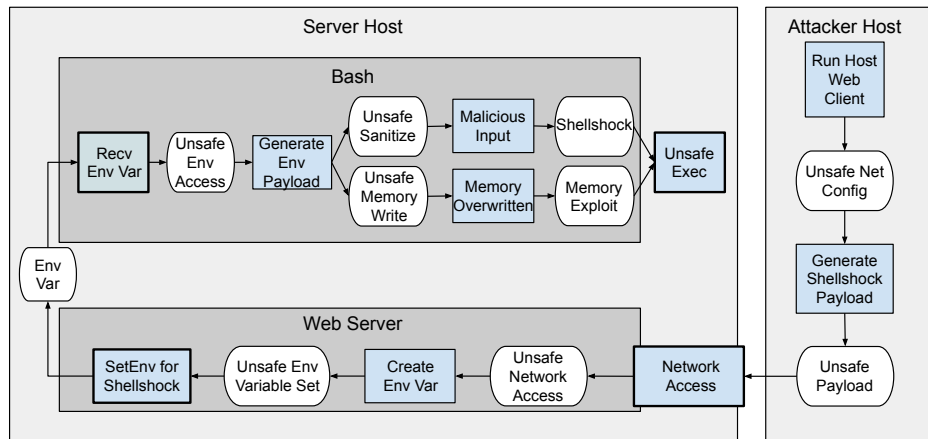 Server Host
Attacker Host
Bash
Run Host
Web
Client
Recv
Env Var
Unsafe
Env
Access
Generate
Env
Payload
Unsafe
Sanitize
Malicious
Input
Shellshock
Unsafe
Memory
Write
Memory
Overwritten
Memory
Exploit
Unsafe
Exec
Unsafe Net
Config
Env
Var
Generate
Shellshock
Payload
Web Server
SetEnv for
Shellshock
Unsafe Env
Variable Set
Create
Env Var
Unsafe
Network
Access
Network
Access
Unsafe
Payload